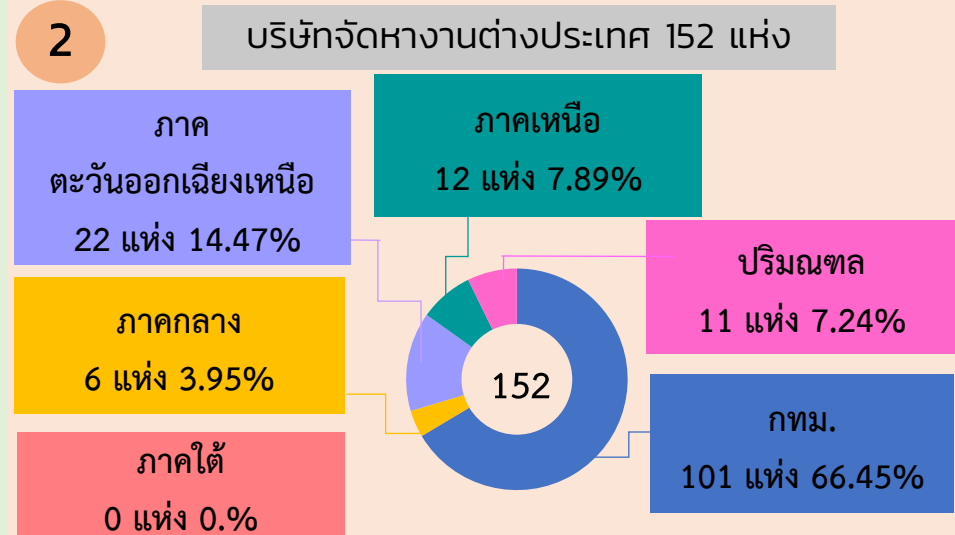 2
บริษัทจัดหางานต่างประเทศ 152 แห่ง
ภาค
ตะวันออกเฉียงเหนือ
22 แห่ง 14.47%
ภาคเหนือ
12 แห่ง 7.89%
ปริมณฑล
11 แห่ง 7.24%
ภาคกลาง
6 แห่ง 3.95%
152
กทม.
101 แห่ง 66.45%
ภาคใต้
0 แห่ง 0.%